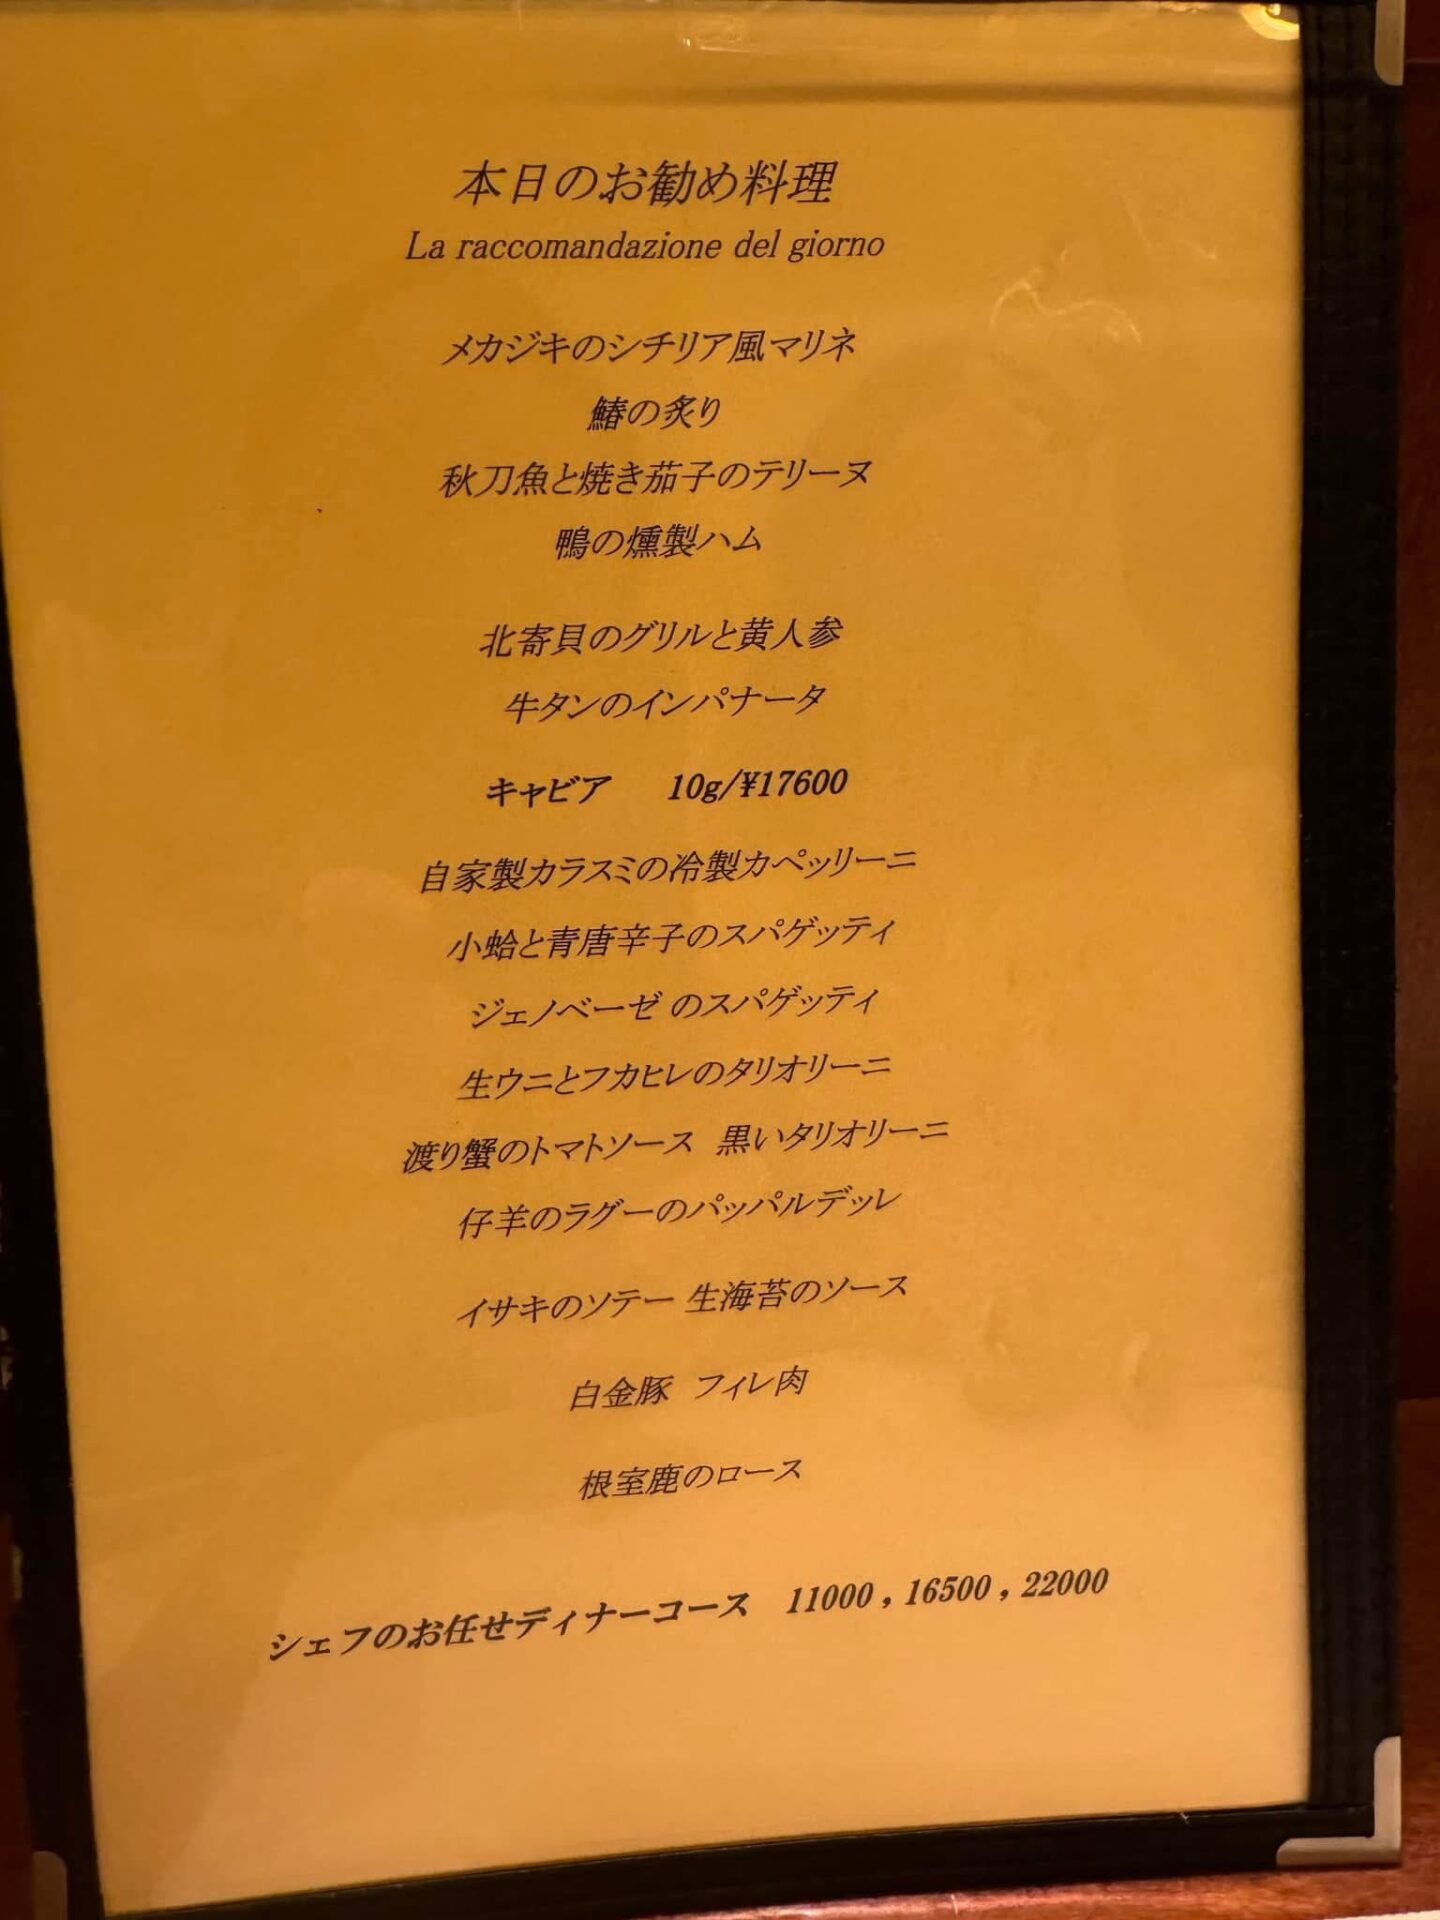 本日のお勧め料理
La raccomandazione del giorno
メカジキのシチリア風マリネ
鰆の炙り
秋刀魚と焼き茄子のテリーヌ
鴨の燻製ハム
北寄貝のグリルと黄人参
牛タンのインパナータ
キャビア 10g/¥17600
自家製カラスミの冷製カペッリーニ
小蛤と青唐辛子のスパゲッティ
ジェノベーゼ のスパゲッティ
生ウニとフカヒレのタリオリーニ
渡り蟹のトマトソース 黒いタリオリーニ
仔羊のラグーのパッパルデッレ
イサキのソテー 生海苔のソース
白金豚 フィレ肉
根室鹿のロース
シェフのお任せディナーコース 11000 , 16500 , 22000